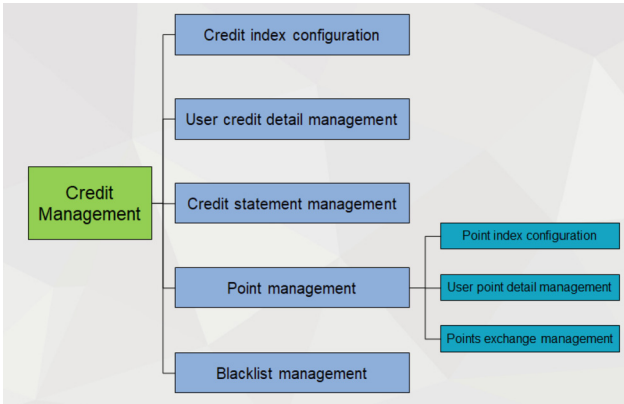 Credit
Management
Credit index configuration
User credit detail management
Credit statement management
Point management
Blacklist management
Point index configuration
User point detail management
Points exchange management